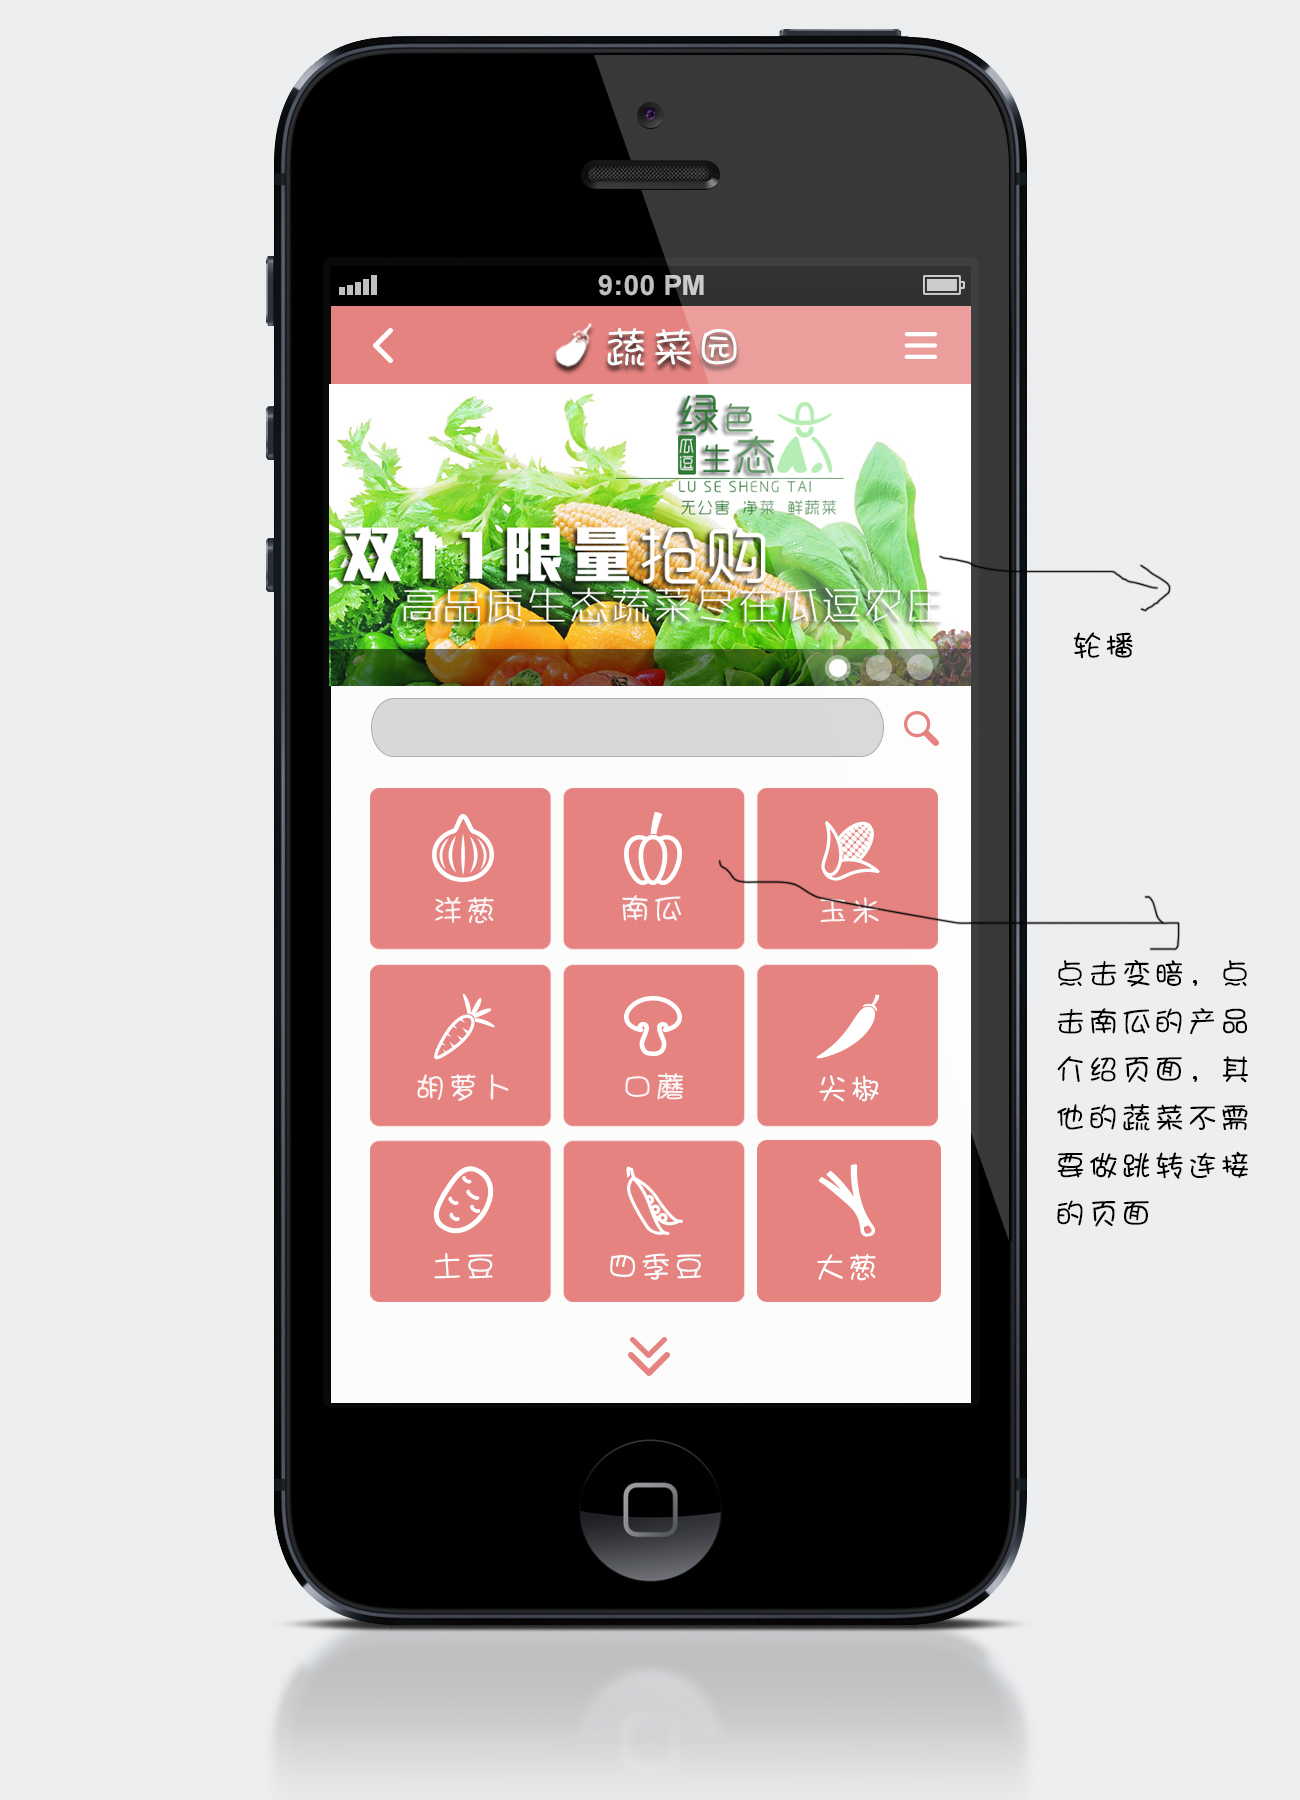 9:00 PM
蔬菜园
绿色
瓜逗
生态
LU SE SHENG TAI
无公害 净菜 鲜蔬菜
双11限量抢购
高品质生态蔬菜尽在瓜逗农庄
轮播
洋葱
南瓜
玉米
胡萝卜
口蘑
尖椒
土豆
四季豆
大葱
点击变暗，点
击南瓜的产品
介绍页面，其
他的蔬菜不需
要做跳转连接
的页面